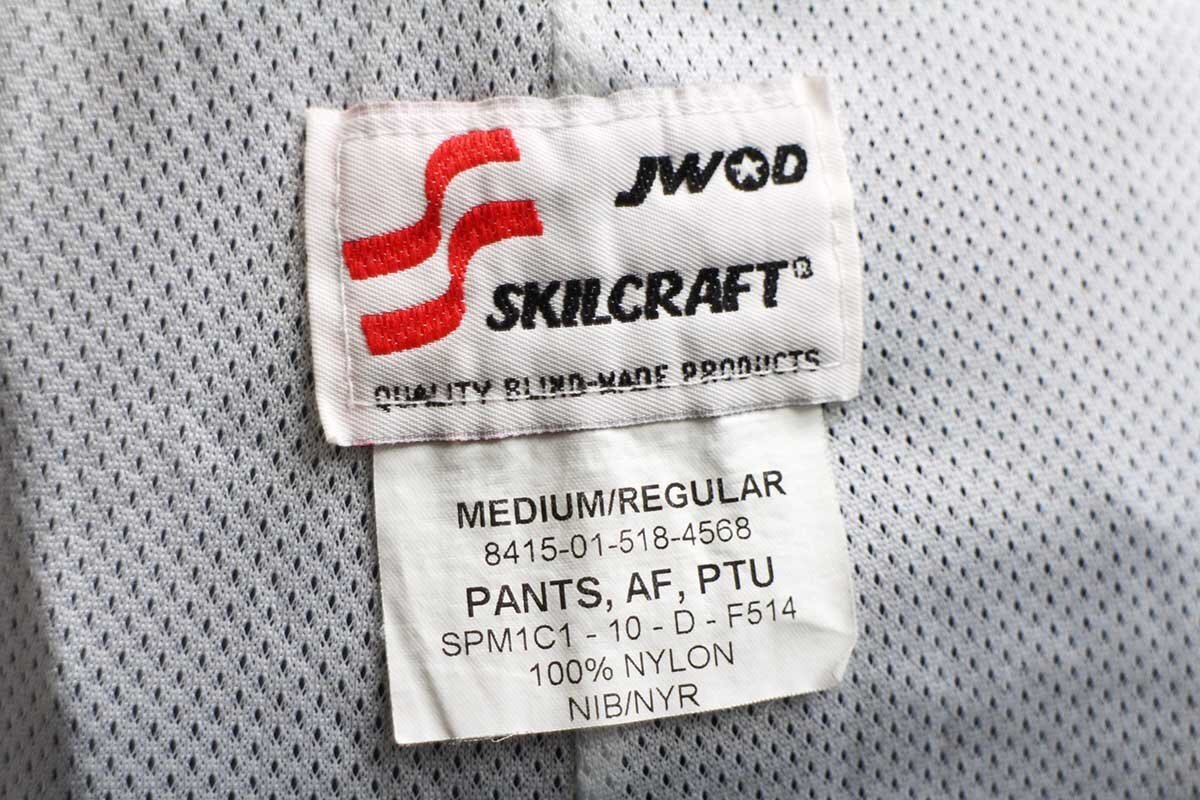 JWOD
SKILCRAFT®
QUALITY BLIND-MADE PRODUCTS
MEDIUM/REGULAR
8415-01-518-4568
PANTS, AF, PTU
SPM1C1 - 10 - D - F514
100% NYLON
NIB/NYR